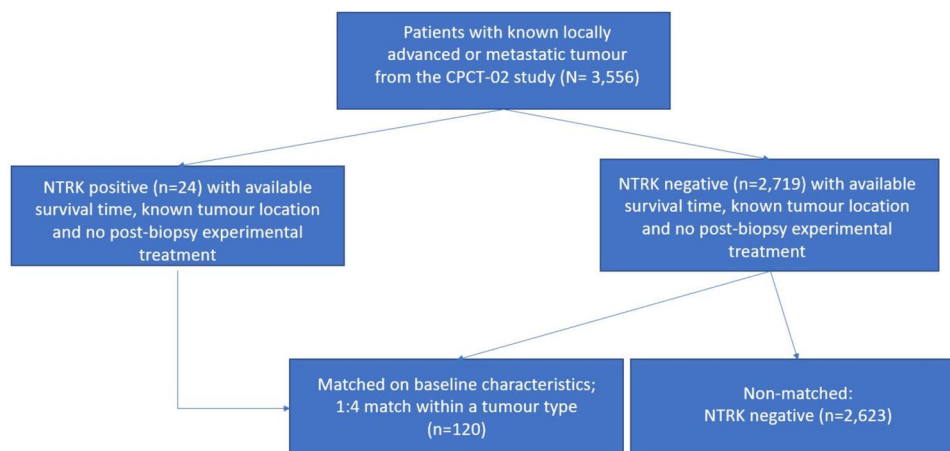 Patients with known locally
advanced or metastatic tumour
from the CPCT-02 study (N= 3,556)
NTRK positive (n=24) with available
survival time, known tumour location
and no post-biopsy experimental
treatment
NTRK negative (n=2,719) with available
survival time, known tumour location
and no post-biopsy experimental
treatment
Matched on baseline characteristics;
1:4 match within a tumour type
(n=120)
Non-matched:
NTRK negative (n=2,623)